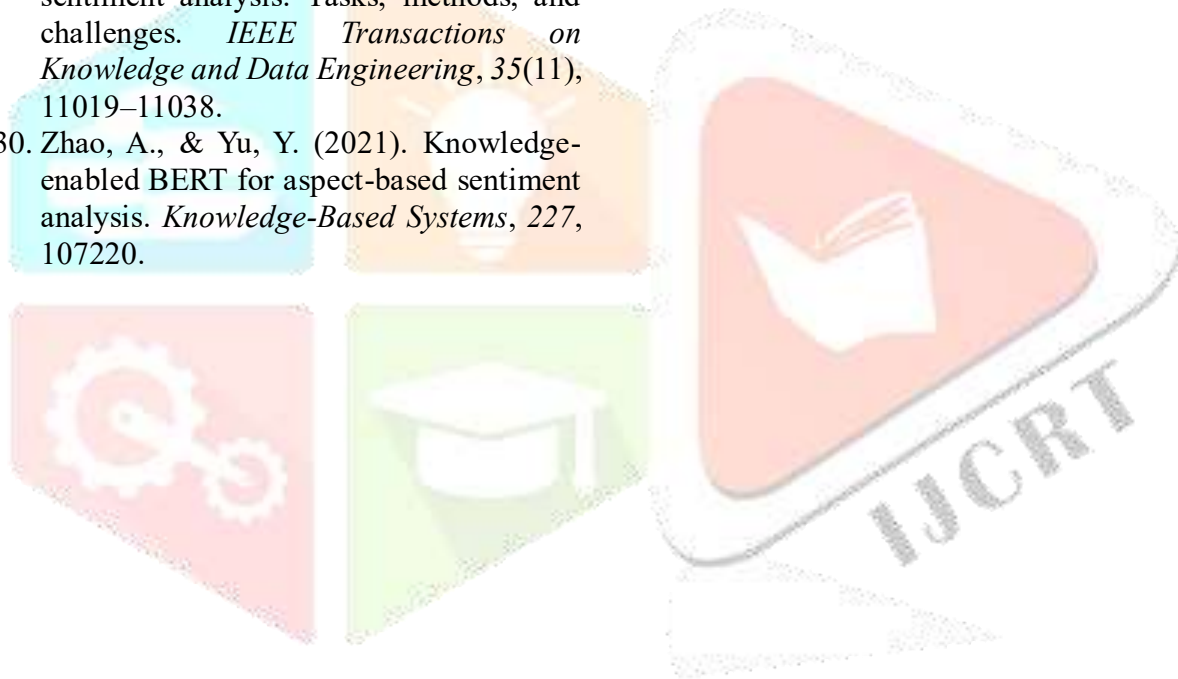 sentiment analysis: Tasks, methods, and
challenges. IEEE Transactions on
Knowledge and Data Engineering, 35(11),
11019–11038.
30. Zhao, A., & Yu, Y. (2021). Knowledge-
enabled BERT for aspect-based sentiment
analysis. Knowledge-Based Systems, 227,
107220.
IJCRT